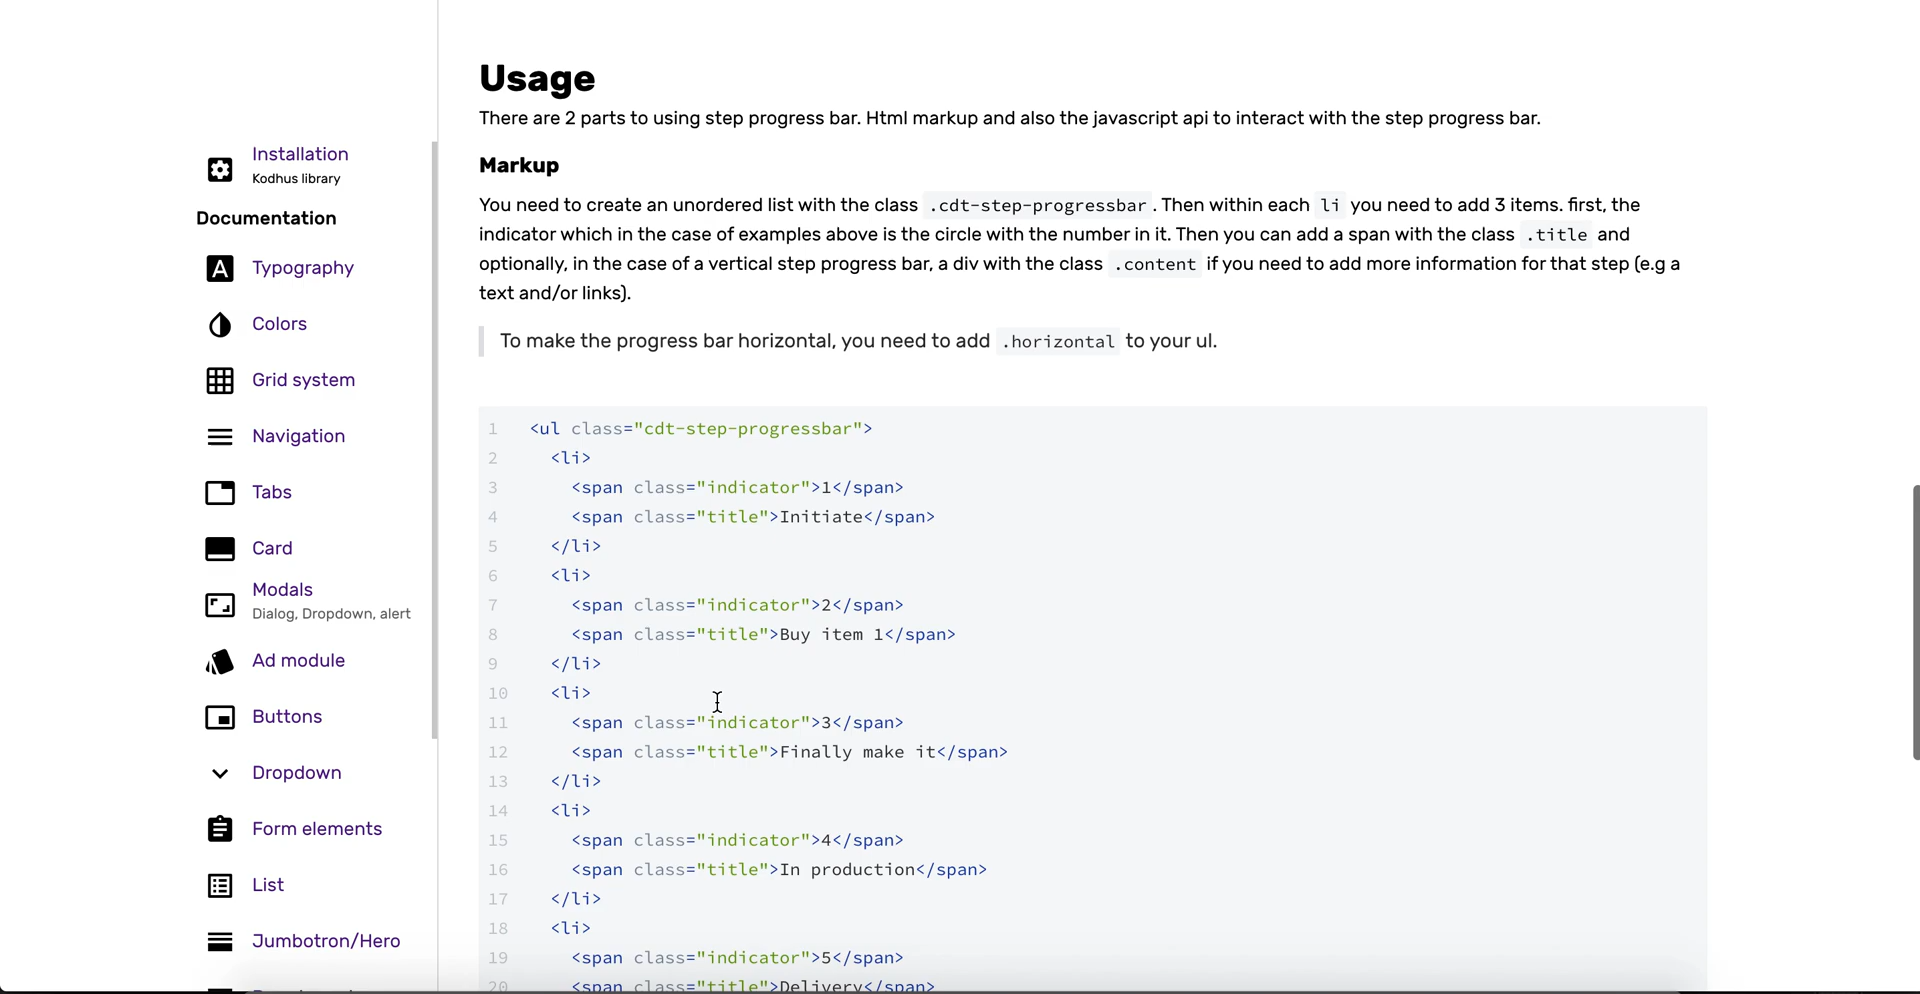 Installation
Kodhus library
Documentation
Typography
Colors
Grid system
Navigation
Tabs
Card
Modals
Dialog, Dropdown, alert
Ad module
Buttons
Dropdown
Form elements
List
Jumbotron/Hero
Usage
There are 2 parts to using step progress bar. Html markup and also the javascript api to interact with the step progress bar.
Markup
You need to create an unordered list with the class .cdt-step-progressbar. Then within each li you need to add 3 items. first, the
indicator which in the case of examples above is the circle with the number in it. Then you can add a span with the class .title and
optionally, in the case of a vertical step progress bar, a div with the class .content if you need to add more information for that step (e.g a
text and/or links).
To make the progress bar horizontal, you need to add .horizontal to your ul.
1 <ul class="cdt-step-progressbar">
2 <li>
3 <span class="indicator">1</span>
4 <span class="title">Initiate</span>
5 </li>
6 <li>
7 <span class="indicator">2</span>
8 <span class="title">Buy item 1</span>
9 </li>
10 <li>
11 <span class="indicator">3</span>
12 <span class="title">Finally make it</span>
13 </li>
14 <li>
15 <span class="indicator">4</span>
16 <span class="title">In production</span>
17 </li>
18 <li>
19 <span class="indicator">5</span>
20 <span class="title">Delivery</span>